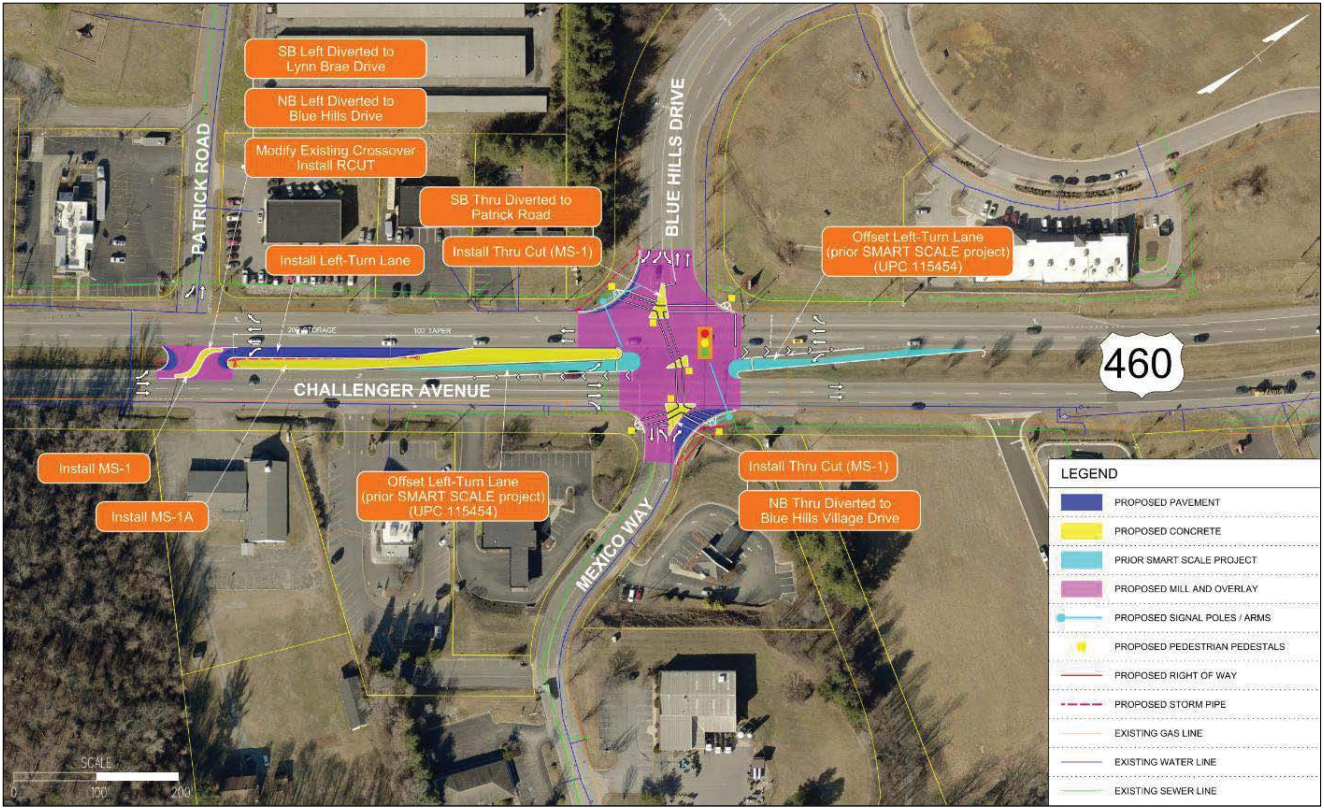 SB Left Diverted to
Lynn Brae Drive
NB Left Diverted to
Blue Hills Drive
Modify Existing Crossover
Install RCUT
PATRICK ROAD
BLUE HILLS DRIVE
SB Thru Diverted to
Patrick Road
Install Thru Cut (MS-1)
Install Left-Turn Lane
Offset Left-Turn Lane
(prior SMART SCALE project)
(UPC 115454)
200 STORAGE
100 TAPER
CHALLENGER AVENUE
460
Install MS-1
Install MS-1A
Offset Left-Turn Lane
(prior SMART SCALE project)
(UPC 115454)
Install Thru Cut (MS-1)
NB Thru Diverted to
Blue Hills Village Drive
MEXICO WAY
LEGEND
PROPOSED PAVEMENT
PROPOSED CONCRETE
PRIOR SMART SCALE PROJECT
PROPOSED MILL AND OVERLAY
PROPOSED SIGNAL POLES / ARMS
PROPOSED PEDESTRIAN PEDESTALS
PROPOSED RIGHT OF WAY
PROPOSED STORM PIPE
EXISTING GAS LINE
EXISTING WATER LINE
EXISTING SEWER LINE
SCALE
0 100 200